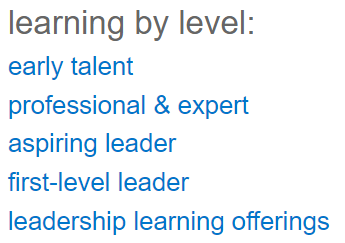 learning by level:
early talent
professional & expert
aspiring leader
first-level leader
leadership learning offerings